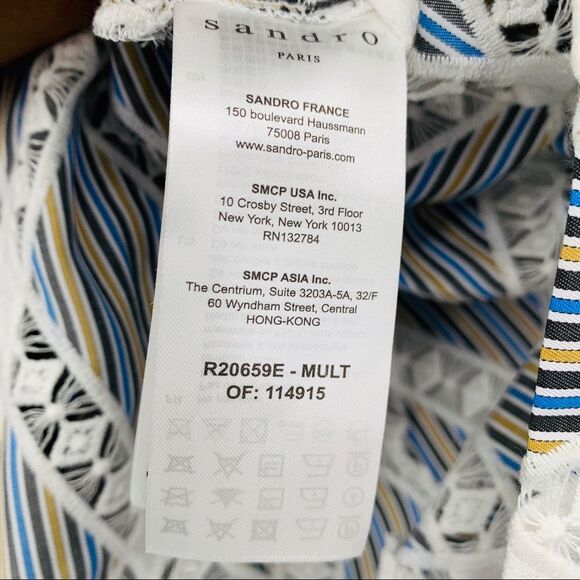 sandro
PARIS
SANDRO FRANCE
150 boulevard Haussmann
75008 Paris
www.sandro-paris.com
SMCP USA Inc.
10 Crosby Street, 3rd Floor
New York, New York 10013
RN132784
SMCP ASIA Inc.
The Centrium, Suite 3203A-5A, 32/F
60 Wyndham Street, Central
HONG-KONG
R20659E - MULT
OF: 114915